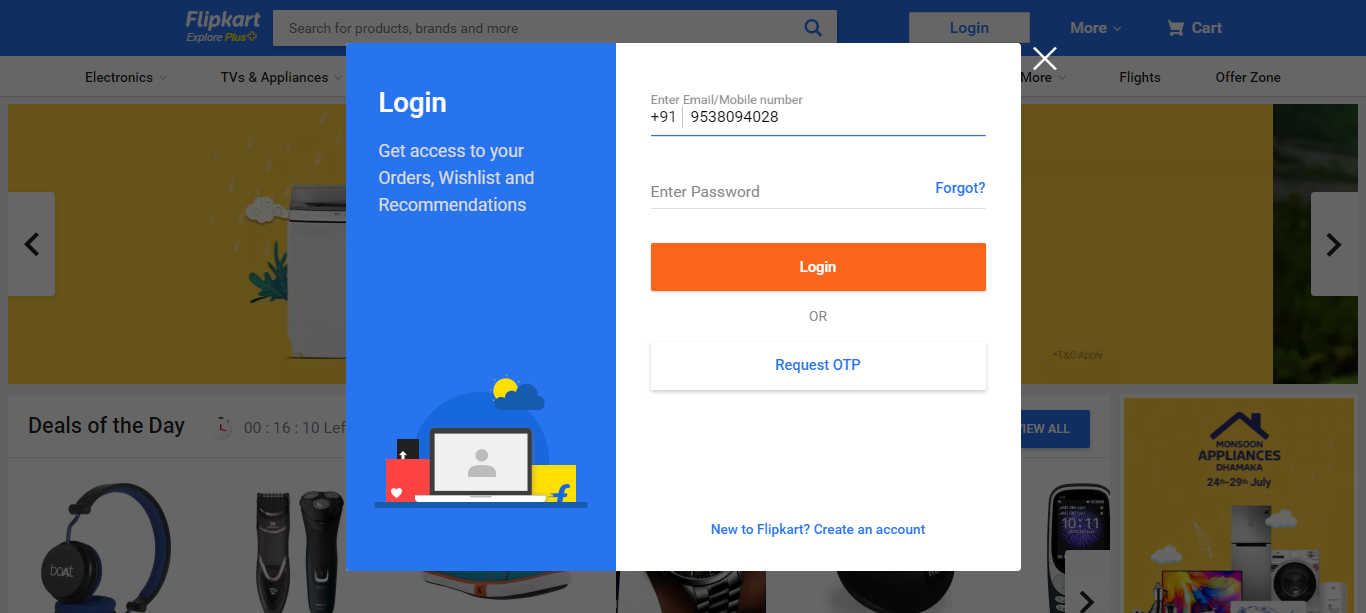 Flipkart
Explore Plus
Search for products, brands and more
Login
More
Cart
Electronics
TVs & Appliances
More
Flights
Offer Zone
Login
Get access to your
Orders, Wishlist and
Recommendations
Enter Email/Mobile number
+91 9538094028
Enter Password
Forgot?
Login
OR
Request OTP
New to Flipkart? Create an account
*T&C Apply
Deals of the Day
00 : 16 : 10 Lef
VIEW ALL
MONSOON
APPLIANCES
DHAMAKA
24th-29th July
boAt
10:11